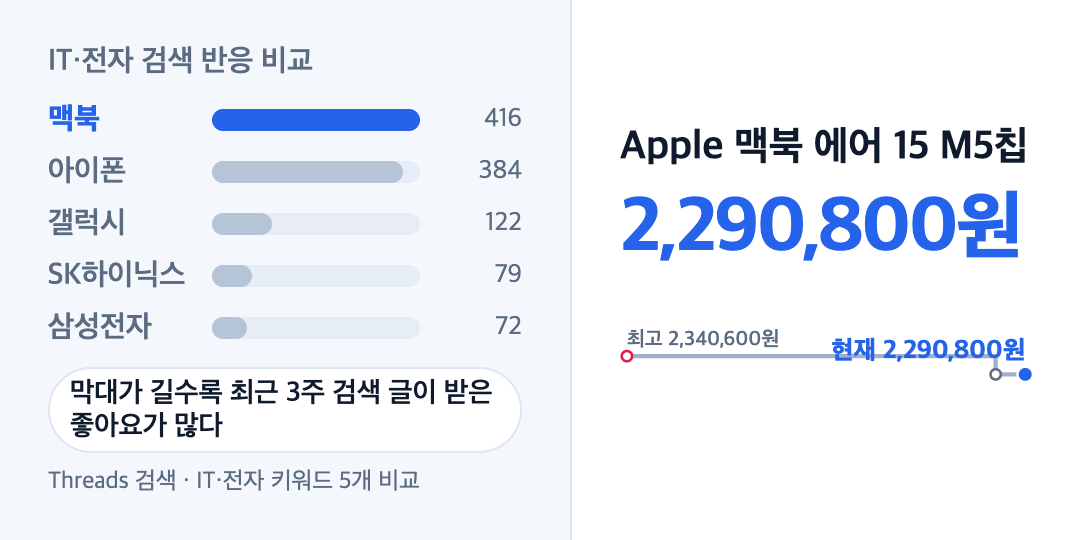 IT·전자 검색 반응 비교
맥북 416
아이폰 384
갤럭시 122
SK하이닉스 79
삼성전자 72
막대가 길수록 최근 3주 검색 글이 받은
좋아요가 많다
Threads 검색 · IT·전자 키워드 5개 비교
Apple 맥북 에어 15 M5칩
2,290,800원
최고 2,340,600원
현재 2,290,800원